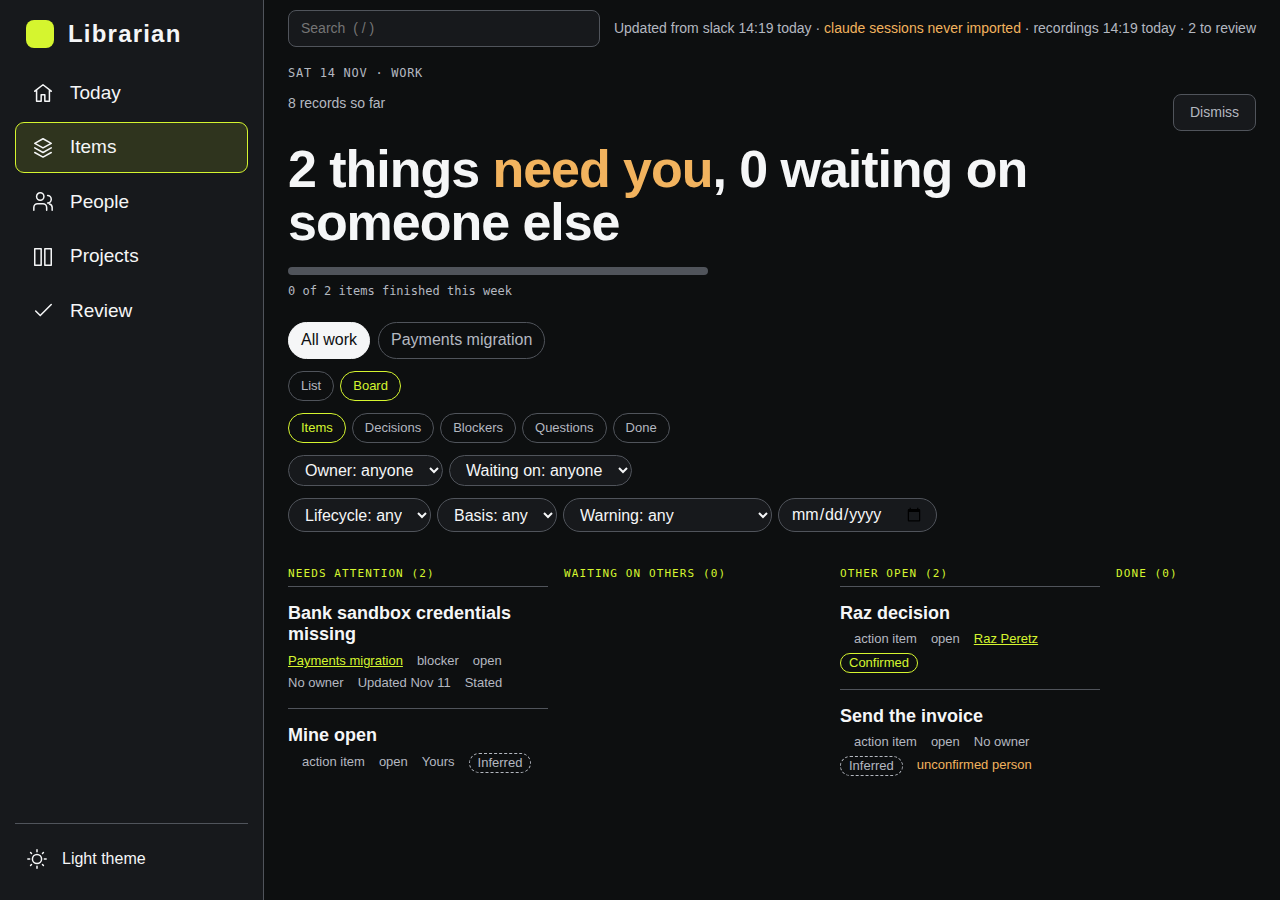 Librarian
Today
Items
People
Projects
Review
Light theme
Search ( / )
Updated from slack 14:19 today · claude sessions never imported · recordings 14:19 today · 2 to review
SAT 14 NOV · WORK
8 records so far
Dismiss
2 things need you, 0 waiting on
someone else
0 of 2 items finished this week
All work Payments migration
List Board
Items Decisions Blockers Questions Done
Owner: anyone Waiting on: anyone
Lifecycle: any Basis: any Warning: any mm/dd/yyyy
NEEDS ATTENTION (2)
Bank sandbox credentials
missing
Payments migration blocker open
No owner Updated Nov 11 Stated
Mine open
action item open Yours Inferred
WAITING ON OTHERS (0)
OTHER OPEN (2)
Raz decision
action item open Raz Peretz
Confirmed
Send the invoice
action item open No owner
Inferred unconfirmed person
DONE (0)